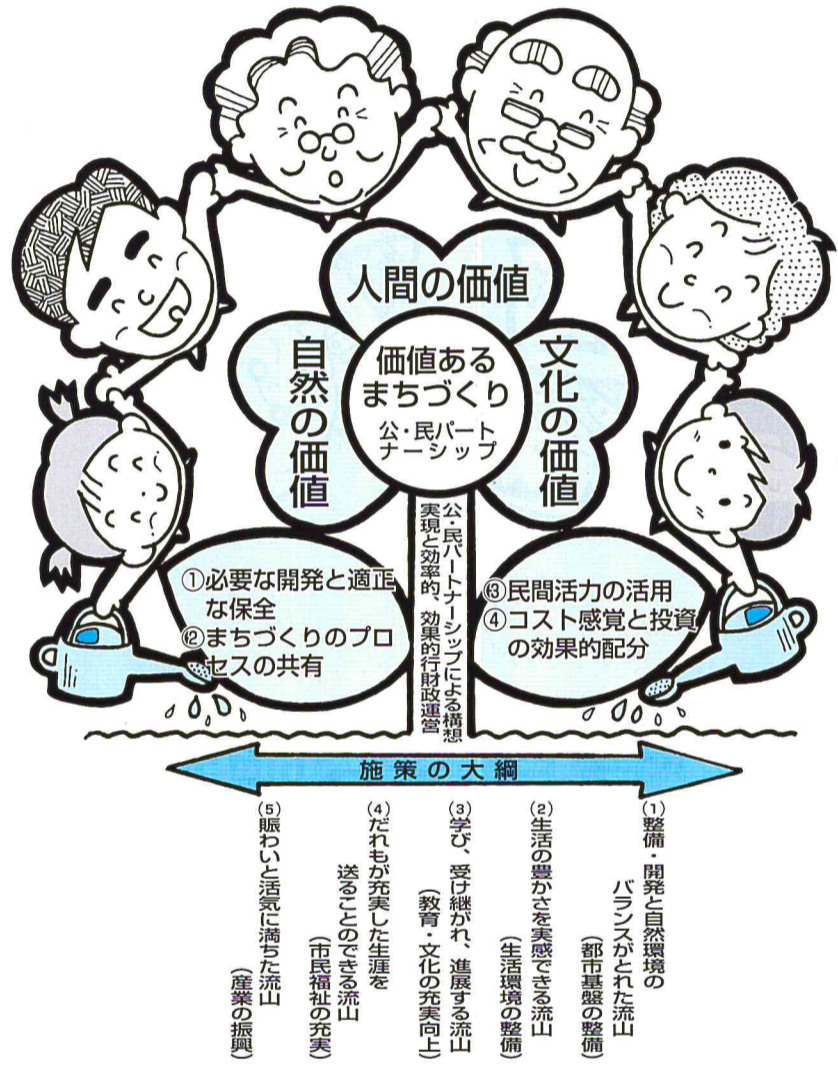 人間の価値
自然の価値
文化の価値
価値ある
まちづくり
公・民パート
ナーシップ
①必要な開発と適正
な保全
②まちづくりのプロ
セスの共有
公・民パートナーシップによる構想
実現と効率的、効果的行財政運営
③民間活力の活用
④コスト感覚と投資
の効果的配分
施策の大綱
(1)整備・開発と自然環境の
バランスがとれた流山
(都市基盤の整備)
(2)生活の豊かさを実感できる流山
(生活環境の整備)
(3)学び、受け継がれ、進展する流山
(教育・文化の充実向上)
(4)だれもが充実した生涯を
送ることのできる流山
(市民福祉の充実)
(5)賑わいと活気に満ちた流山
(産業の振興)